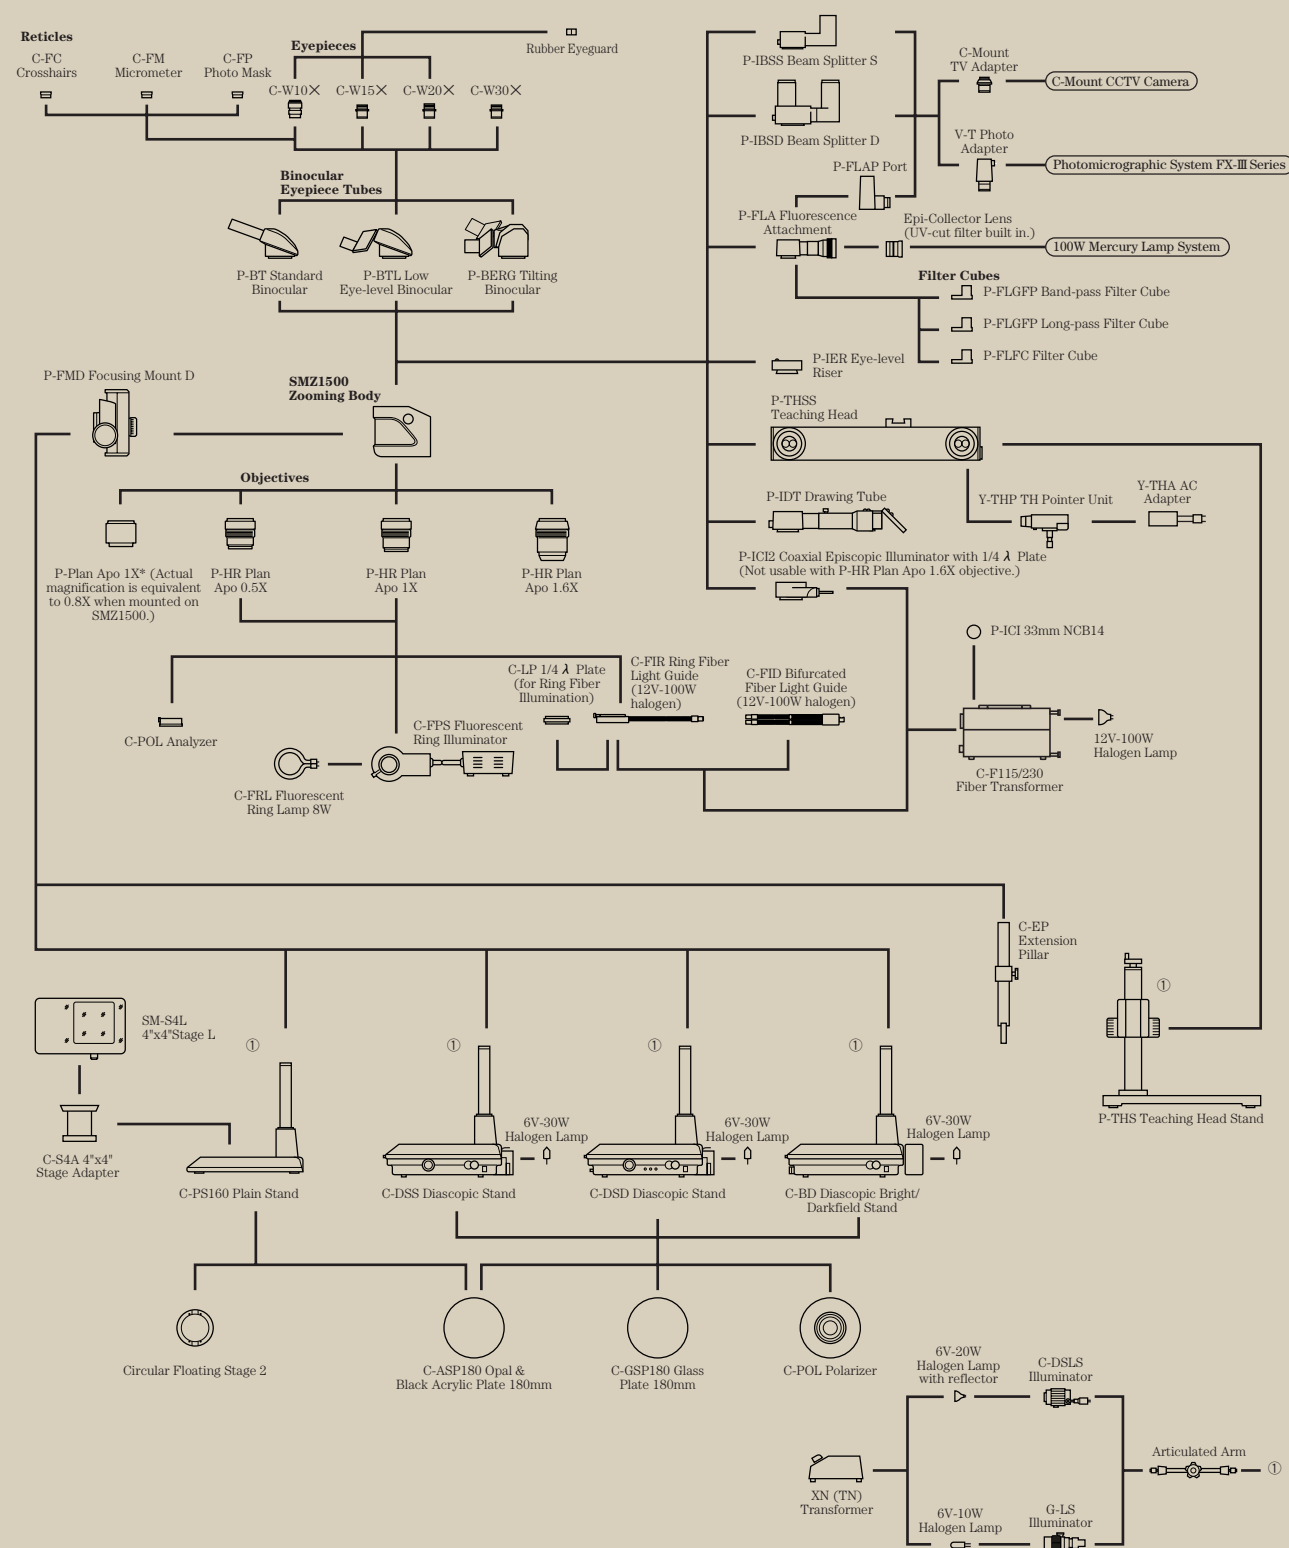 Reticles
C-FC
Crosshairs
C-FM
Micrometer
C-FP
Photo Mask
Eyepieces
C-W10×
C-W15×
C-W20×
C-W30×
Rubber Eyeguard
Binocular
Eyepiece Tubes
P-BT Standard
Binocular
P-BTL Low
Eye-level Binocular
P-BERG Tilting
Binocular
P-IBSS Beam Splitter S
P-IBSD Beam Splitter D
C-Mount
TV Adapter
C-Mount CCTV Camera
V-T Photo
Adapter
Photomicrographic System FX-III Series
P-FLAP Port
P-FLA Fluorescence
Attachment
Epi-Collector Lens
(UV-cut filter built in.)
100W Mercury Lamp System
Filter Cubes
P-FLGFP Band-pass Filter Cube
P-FLGFP Long-pass Filter Cube
P-FLFC Filter Cube
P-IER Eye-level
Riser
P-FMD Focusing Mount D
SMZ1500
Zooming Body
P-THSS
Teaching Head
Objectives
P-Plan Apo 1X* (Actual
magnification is equivalent
to 0.8X when mounted on
SMZ1500.)
P-HR Plan
Apo 0.5X
P-HR Plan
Apo 1X
P-HR Plan
Apo 1.6X
P-IDT Drawing Tube
Y-THP TH Pointer Unit
Y-THA AC
Adapter
P-ICI2 Coaxial Episcopic Illuminator with 1/4 λ Plate
(Not usable with P-HR Plan Apo 1.6X objective.)
P-ICI 33mm NCB14
C-LP 1/4 λ Plate
(for Ring Fiber
Illumination)
C-FIR Ring Fiber
Light Guide
(12V-100W
halogen)
C-FID Bifurcated
Fiber Light Guide
(12V-100W halogen)
C-POL Analyzer
C-FPS Fluorescent
Ring Illuminator
C-FRL Fluorescent
Ring Lamp 8W
12V-100W
Halogen Lamp
C-F115/230
Fiber Transformer
C-EP
Extension
Pillar
①
P-THS Teaching Head Stand
SM-S4L
4"x4"Stage L
①
①
①
①
C-S4A 4"x4"
Stage Adapter
6V-30W
Halogen Lamp
6V-30W
Halogen Lamp
6V-30W
Halogen Lamp
C-PS160 Plain Stand
C-DSS Diascopic Stand
C-DSD Diascopic Stand
C-BD Diascopic Bright/
Darkfield Stand
Circular Floating Stage 2
C-ASP180 Opal &
Black Acrylic Plate 180mm
C-GSP180 Glass
Plate 180mm
C-POL Polarizer
6V-20W
Halogen Lamp
with reflector
C-DSLS
Illuminator
XN (TN)
Transformer
Articulated Arm
①
6V-10W
Halogen Lamp
G-LS
Illuminator